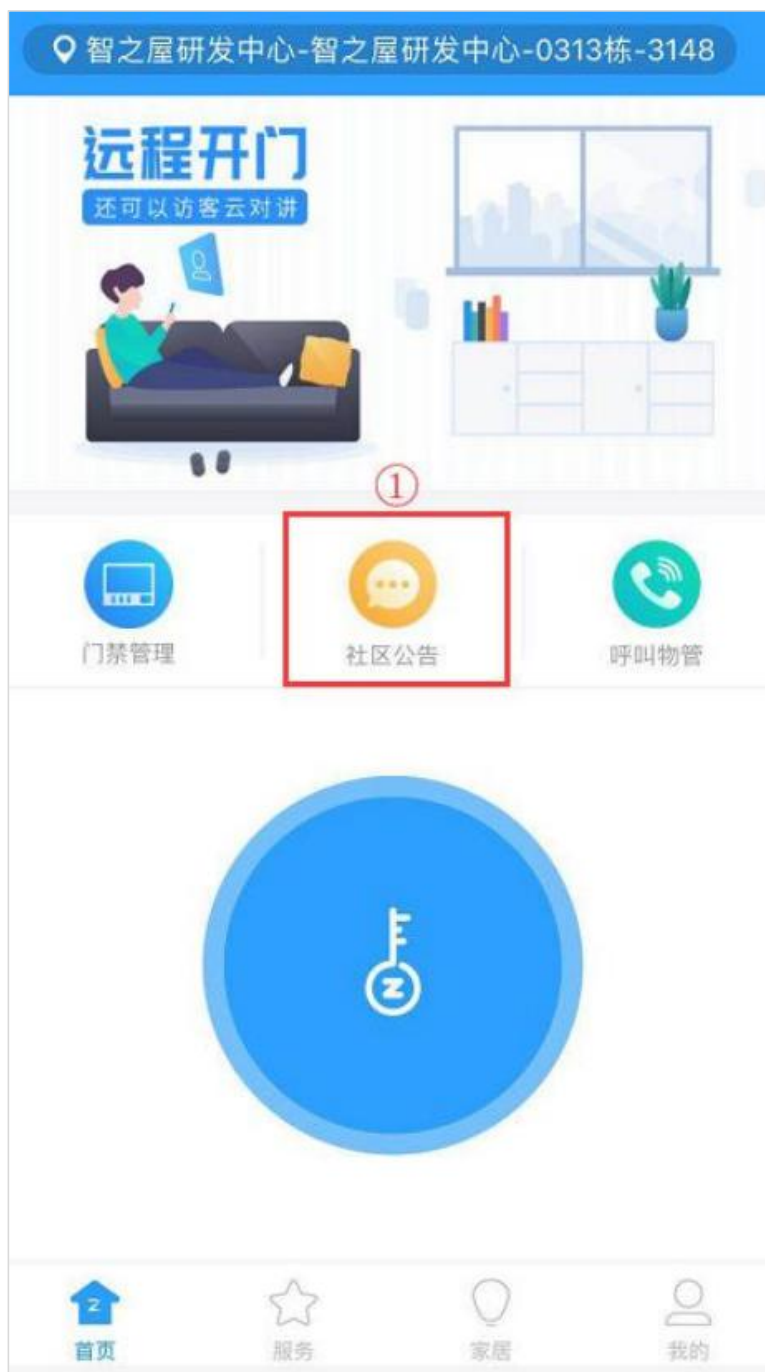 智之屋研发中心-智之屋研发中心-0313栋-3148
远程开门
还可以访客云对讲
①
门禁管理
社区公告
呼叫物管
Z
Z
首页
服务
家居
我的